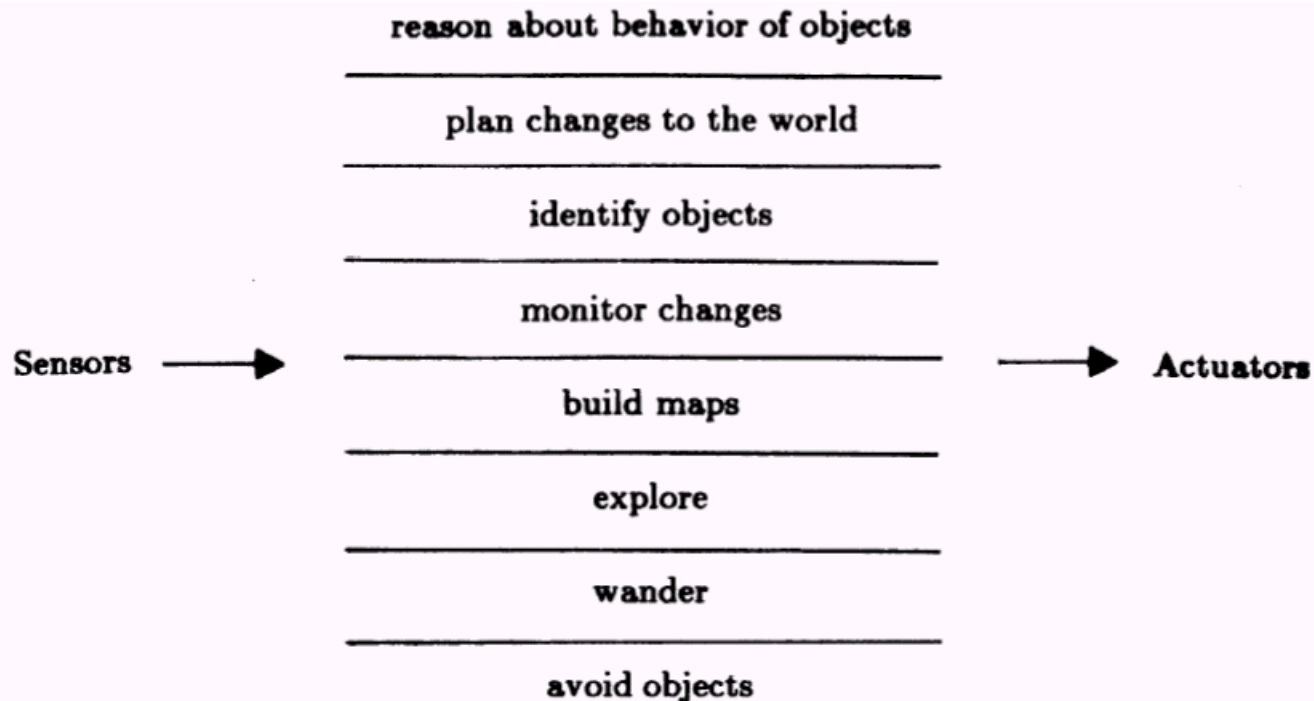 reason about behavior of objects
plan changes to the world
identify objects
monitor changes
Sensors
Actuators
build maps
explore
wander
avoid objects